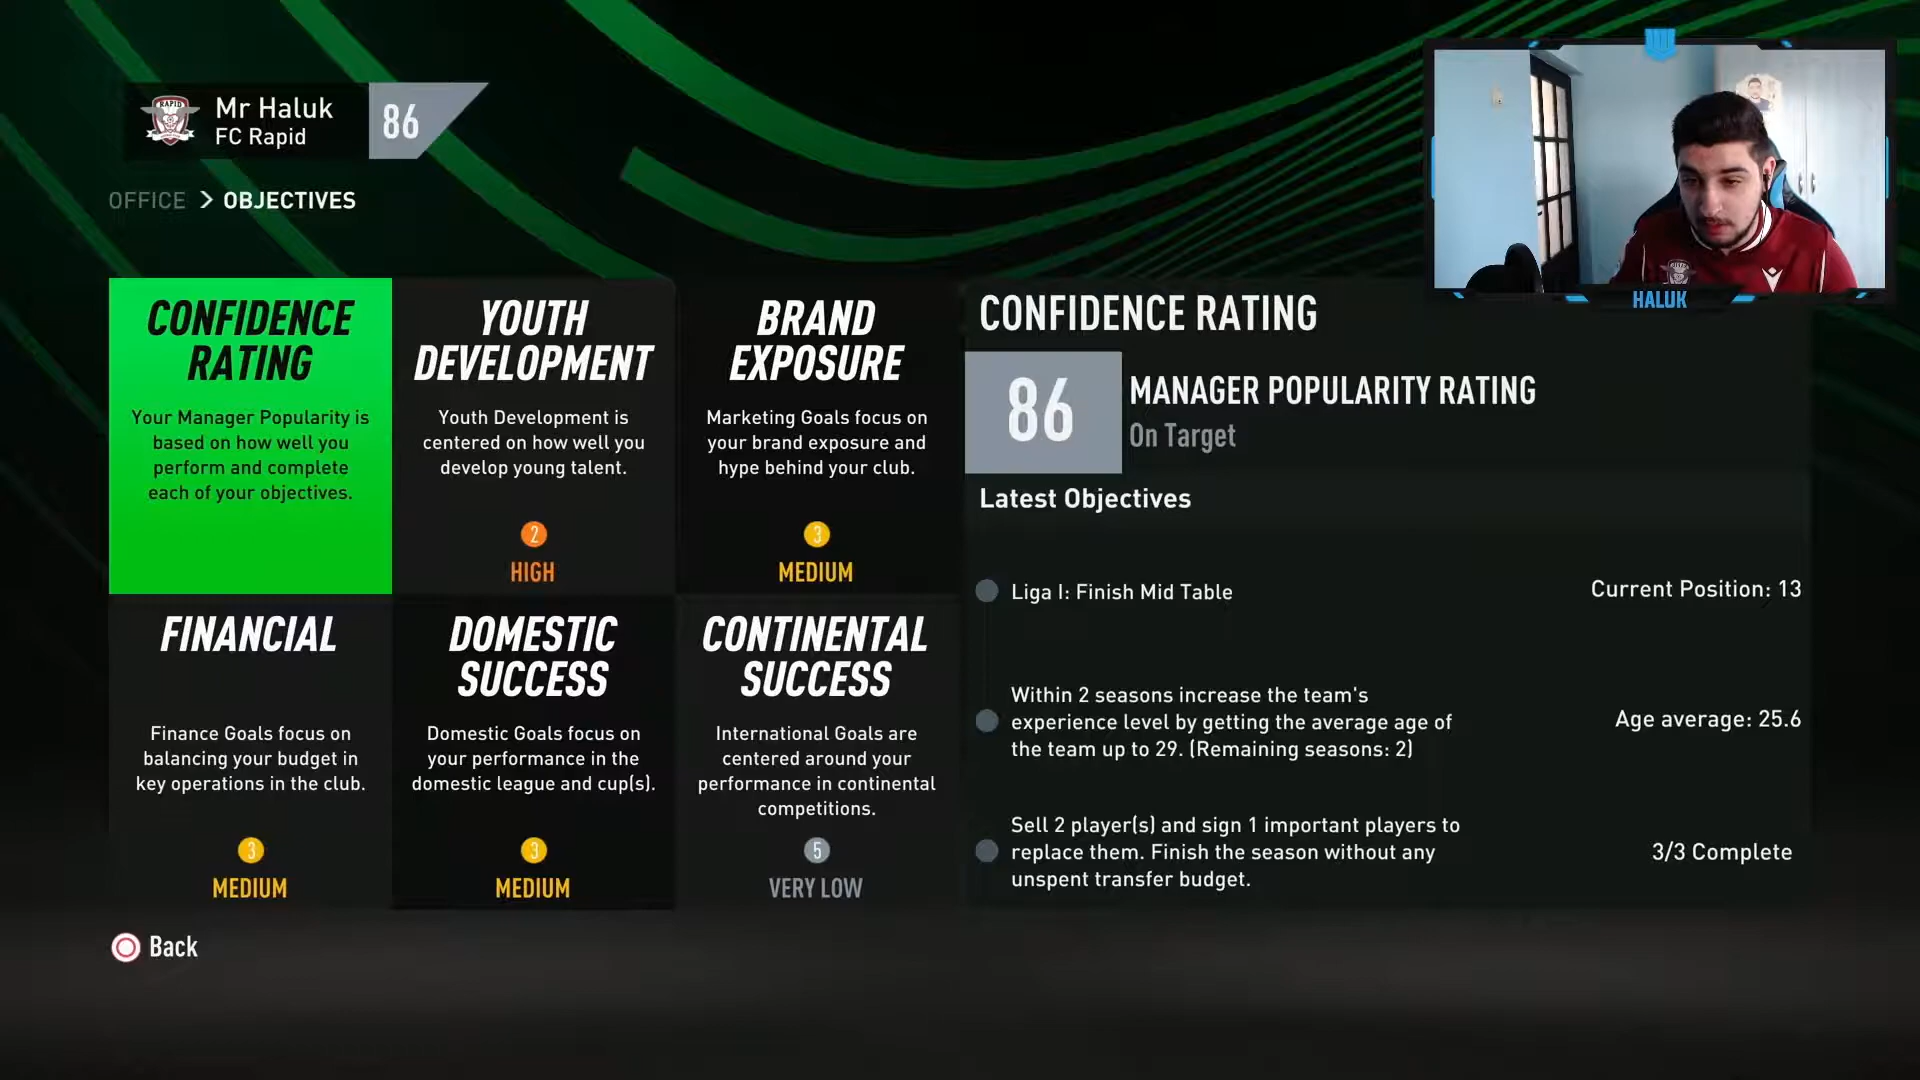 Mr Haluk
FC Rapid
86
RAPID
OFFICE > OBJECTIVES
CONFIDENCE
RATING
Your Manager Popularity is
based on how well you
perform and complete
each of your objectives.
YOUTH
DEVELOPMENT
Youth Development is
centered on how well you
develop young talent.
2
HIGH
BRAND
EXPOSURE
Marketing Goals focus on
your brand exposure and
hype behind your club.
3
MEDIUM
FINANCIAL
Finance Goals focus on
balancing your budget in
key operations in the club.
3
MEDIUM
DOMESTIC
SUCCESS
Domestic Goals focus on
your performance in the
domestic league and cup(s).
3
MEDIUM
CONTINENTAL
SUCCESS
International Goals are
centered around your
performance in continental
competitions.
5
VERY LOW
HALUK
CONFIDENCE RATING
86
MANAGER POPULARITY RATING
On Target
Latest Objectives
Liga I: Finish Mid Table
Current Position: 13
Within 2 seasons increase the team's
experience level by getting the average age of
the team up to 29. (Remaining seasons: 2)
Age average: 25.6
Sell 2 player(s) and sign 1 important players to
replace them. Finish the season without any
unspent transfer budget.
3/3 Complete
Back